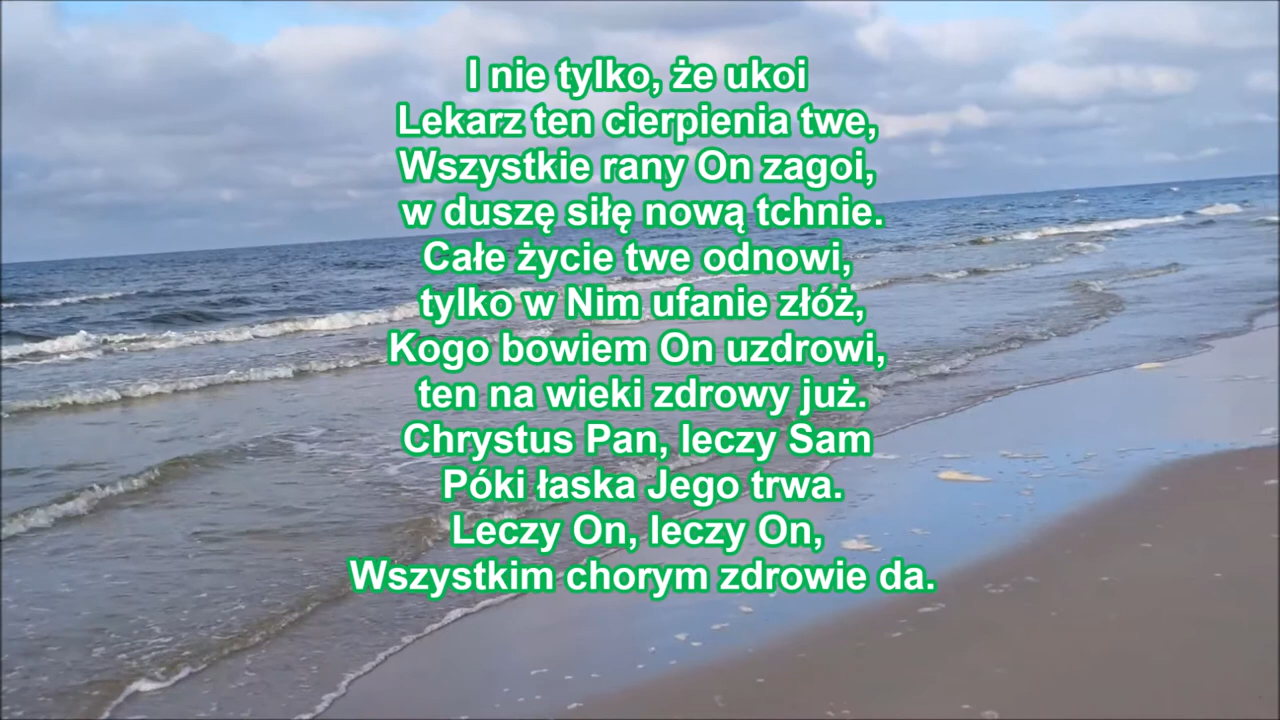 I nie tylko, że ukoi
Lekarz ten cierpienia twe,
Wszystkie rany On zagoi,
w duszę siłę nową tchnie.
Całe życie twe odnowi,
tylko w Nim ufanie złóż,
Kogo bowiem On uzdrowi,
ten na wieki zdrowy już.
Chrystus Pan, leczy Sam
Póki łaska Jego trwa.
Leczy On, leczy On,
Wszystkim chorym zdrowie da.